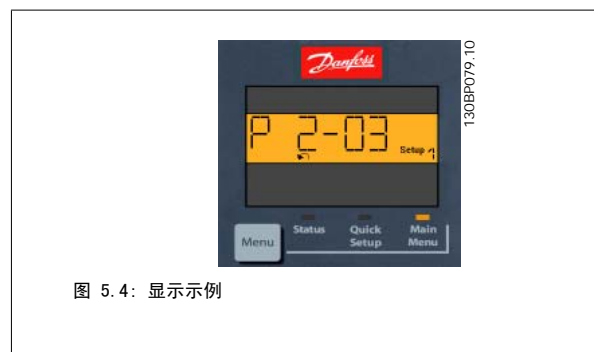 Danfoss
130BP079.10
P 2-03
Setup 1
Menu
Status
Quick Setup
Main Menu
图 5.4: 显示示例